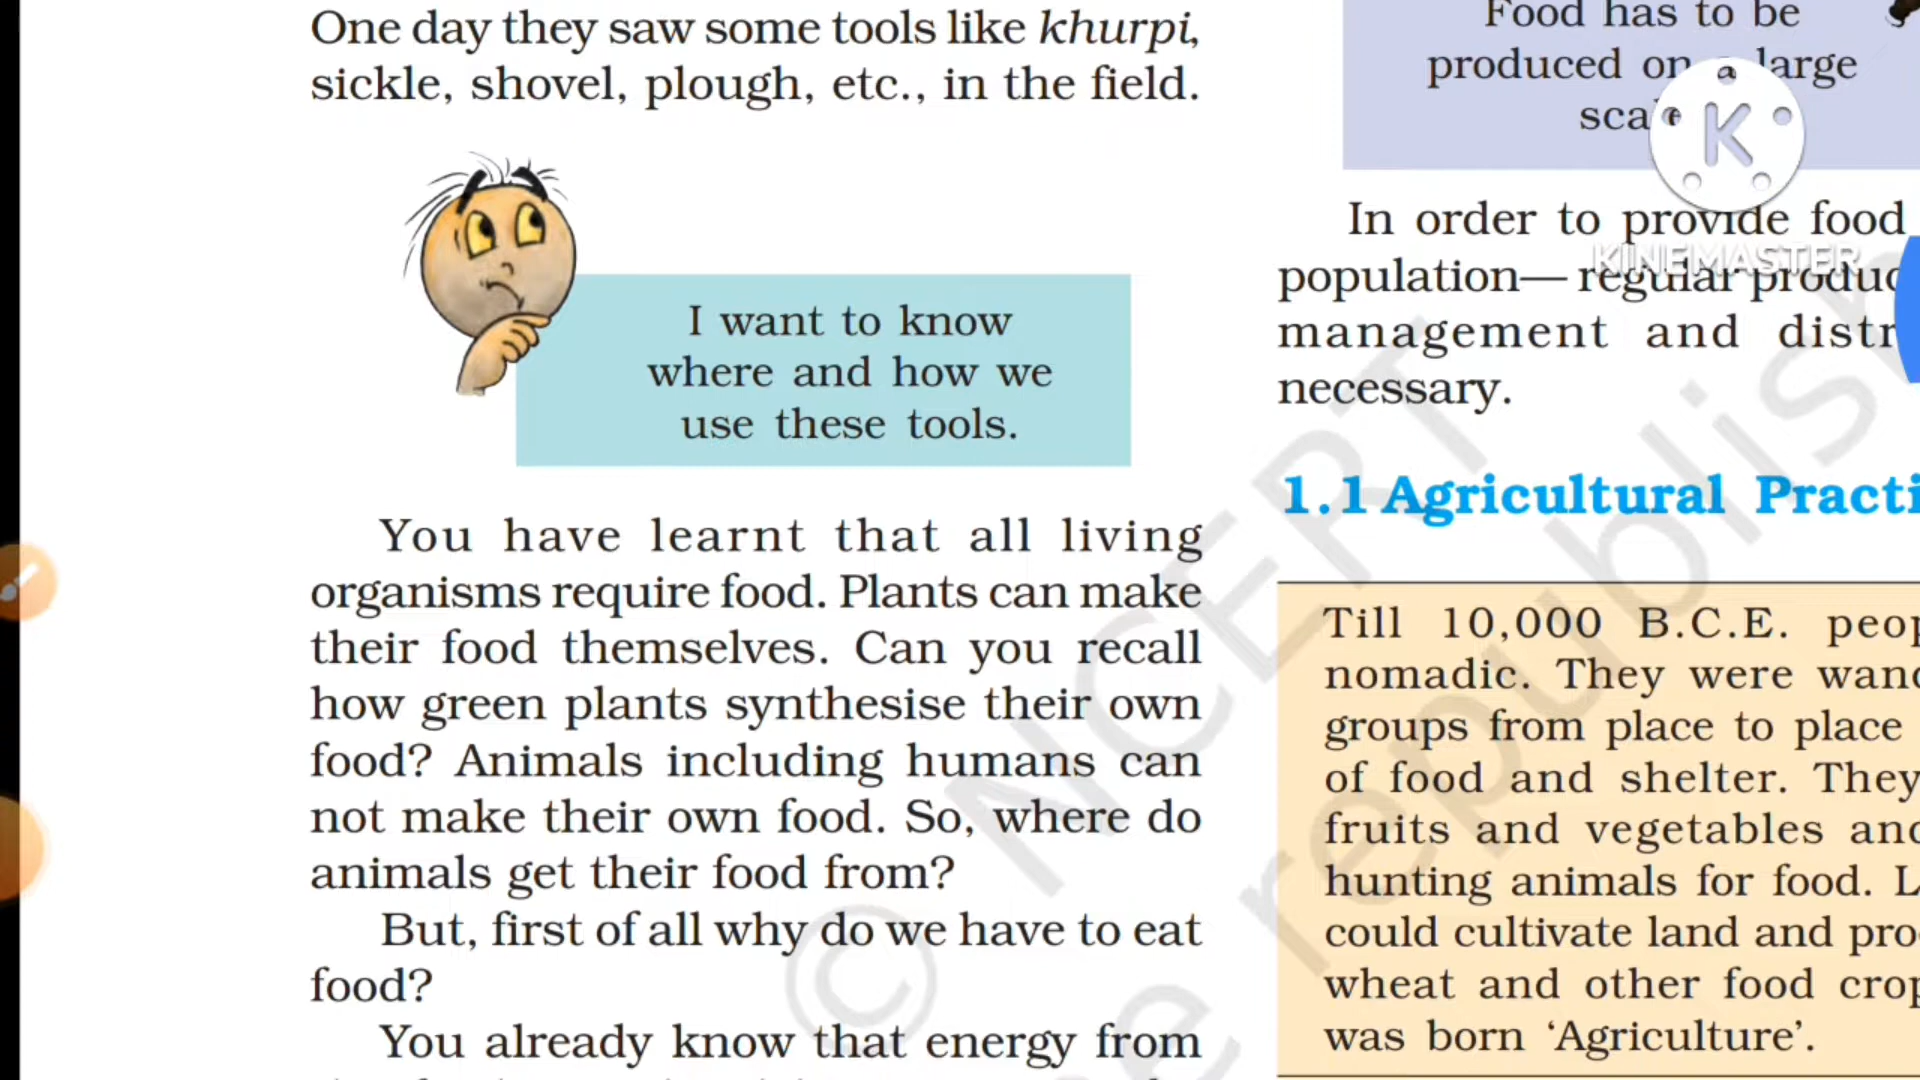 One day they saw some tools like khurpi,
sickle, shovel, plough, etc., in the field.
I want to know
where and how we
use these tools.
You have learnt that all living
organisms require food. Plants can make
their food themselves. Can you recall
how green plants synthesise their own
food? Animals including humans can
not make their own food. So, where do
animals get their food from?
But, first of all why do we have to eat
food?
You already know that energy from
Food has to be
produced on a large
K
KINEMASTER
In order to provide food
population— regular
management and
necessary.
1.1 Agricultural
Till 10,000 B.C.E.
nomadic. They were
groups from place to place
of food and shelter. They
fruits and vegetables
hunting animals for food.
could cultivate land and
wheat and other food
was born ‘Agriculture’.
© NCERT
republish